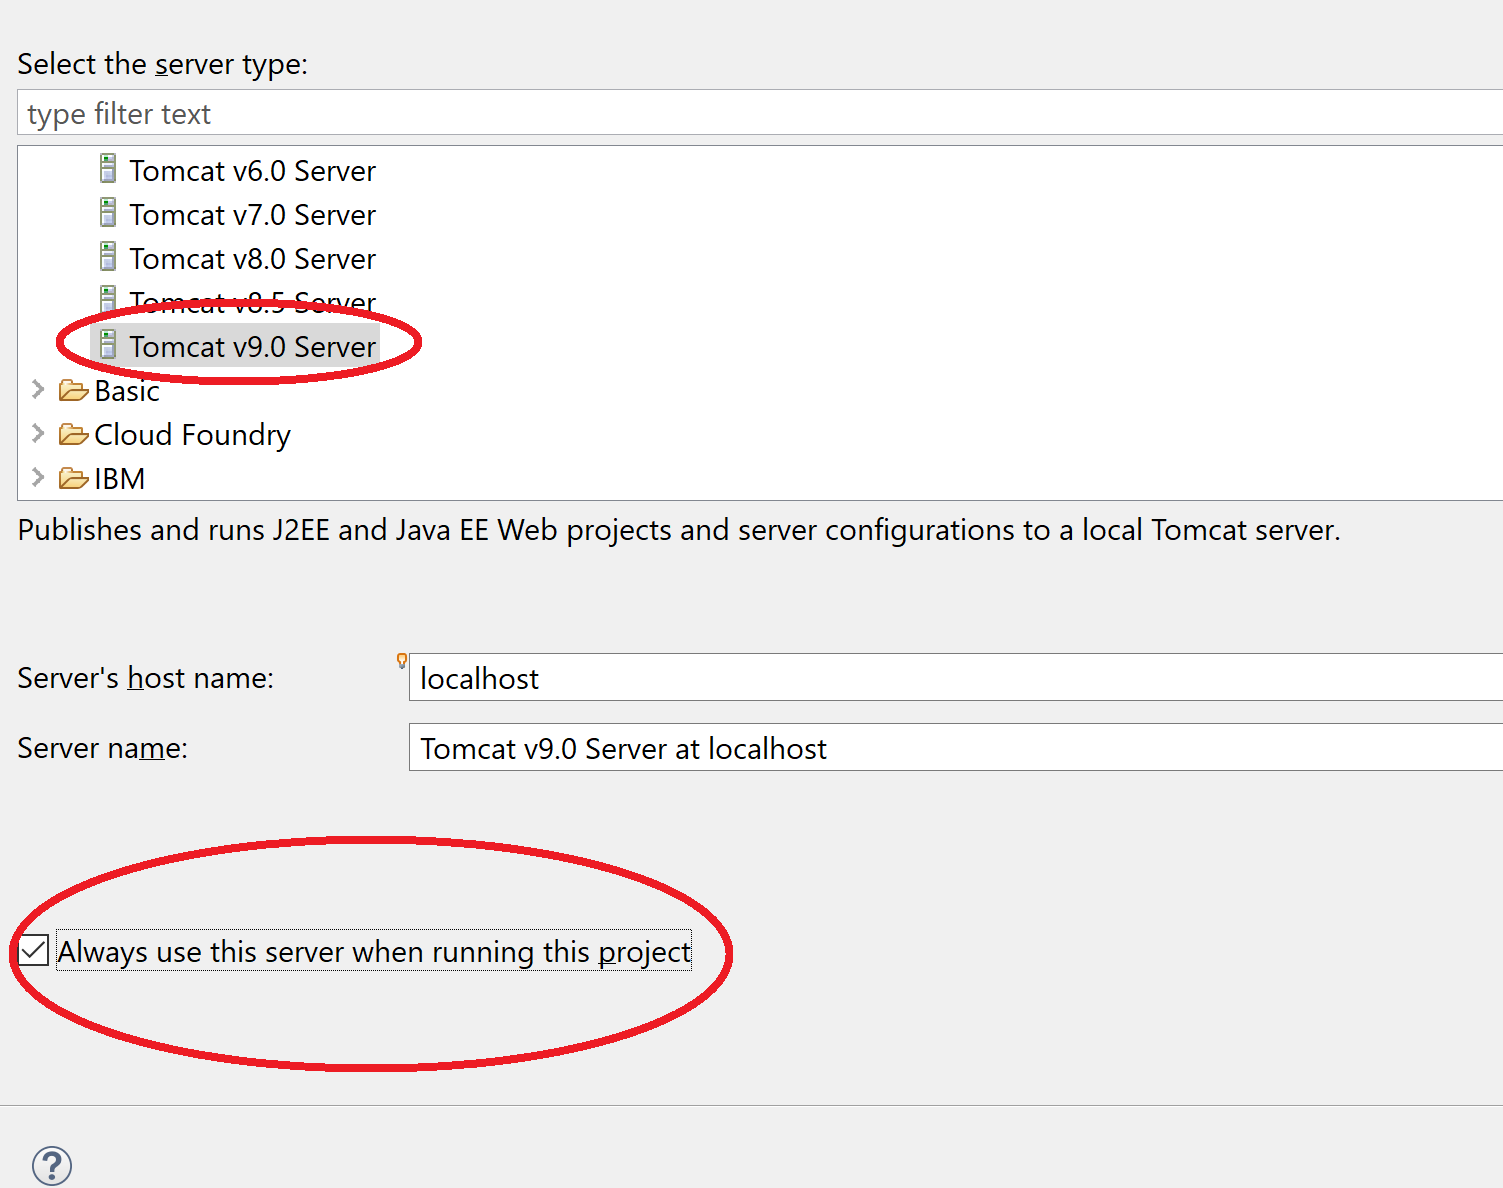 Select the server type:
type filter text
Tomcat v6.0 Server
Tomcat v7.0 Server
Tomcat v8.0 Server
Tomcat v8.5 Server
Tomcat v9.0 Server
Basic
Cloud Foundry
IBM
Publishes and runs J2EE and Java EE Web projects and server configurations to a local Tomcat server.
Server's host name: localhost
Server name: Tomcat v9.0 Server at localhost
Always use this server when running this project
?